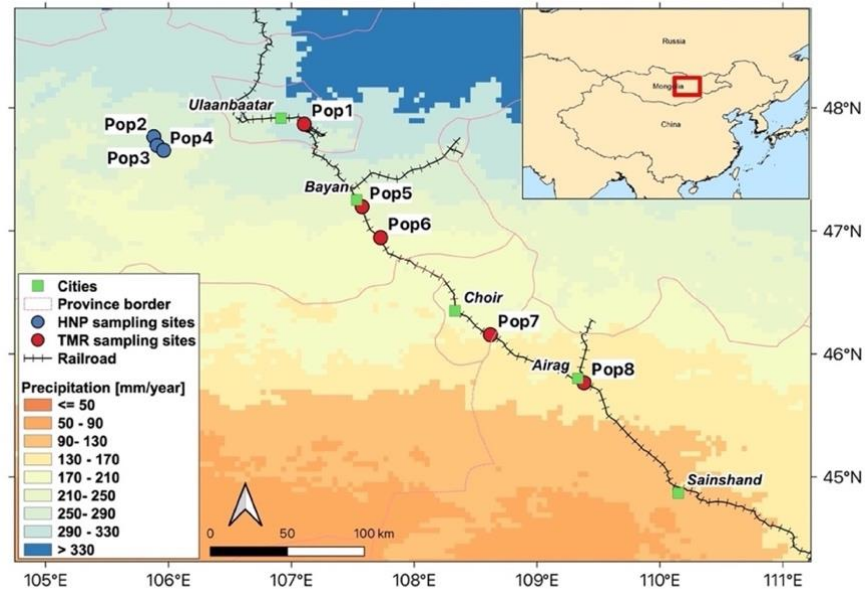 Ulaanbaatar
Pop1
Pop2
Pop4
Pop3
Bayan
Pop5
Pop6
Choir
Pop7
Airag
Pop8
Sainshand
Russia
Mongolia
China
48°N
47°N
46°N
45°N
Cities
Province border
HNP sampling sites
TMR sampling sites
Railroad
Precipitation [mm/year]
<= 50
50 - 90
90- 130
130 - 170
170 - 210
210-250
250- 290
290 - 330
> 330
0 50 100 km
105°E 106°E 107°E 108°E 109°E 110°E 111°E